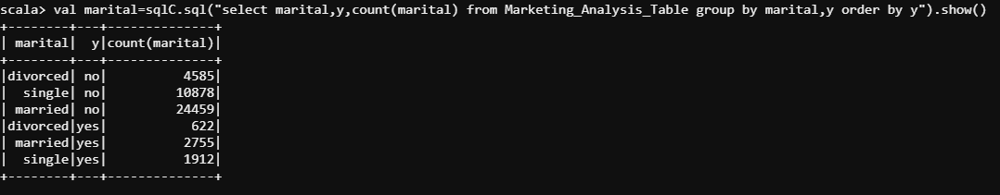 scala> val marital=sqlC.sql("select marital,y,count(marital) from Marketing_Analysis_Table group by marital,y order by y").show()
+--------+---+--------------+
| marital|  y|count(marital)|
+--------+---+--------------+
|divorced| no|          4585|
|  single| no|         10878|
| married| no|         24459|
|divorced|yes|           622|
| married|yes|          2755|
|  single|yes|          1912|
+--------+---+--------------+